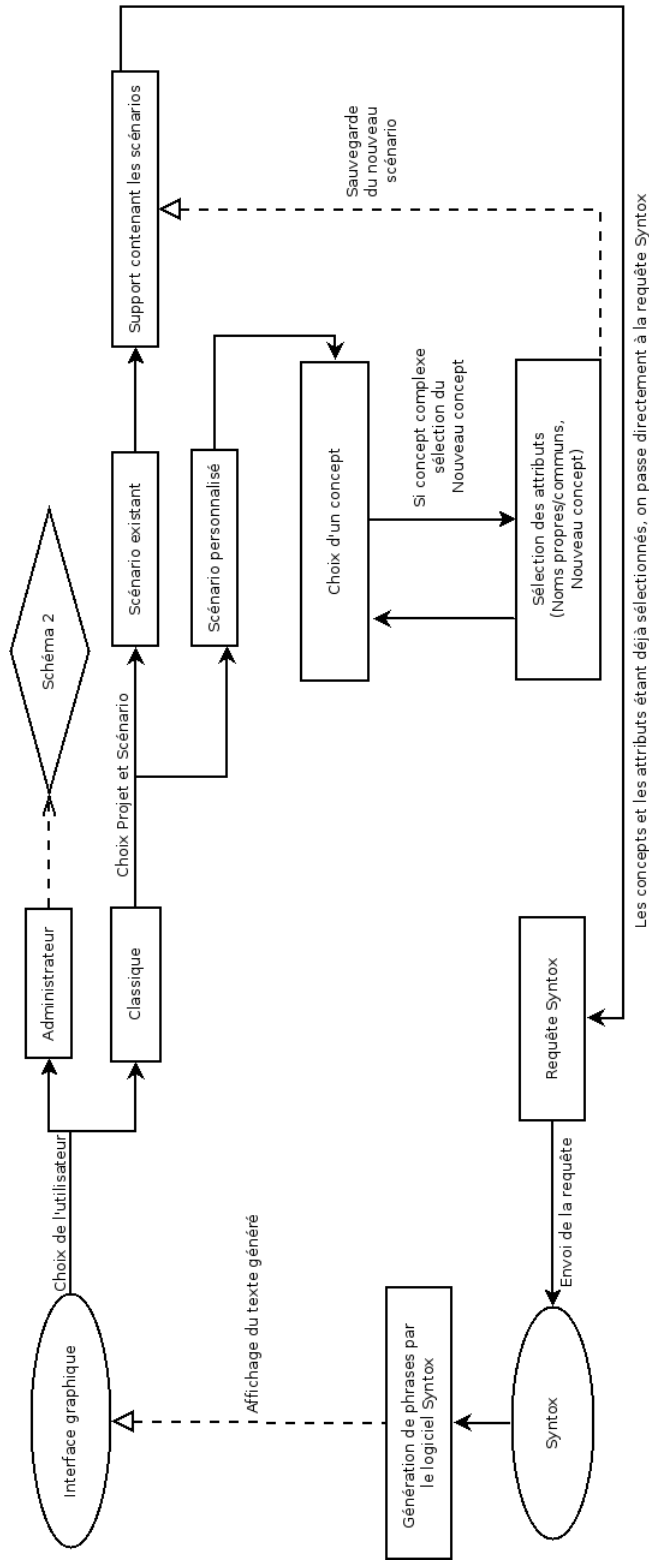 Interface graphique
Choix de l'utilisateur
Administrateur
Schéma 2
Classique
Choix Projet et Scénario
Scénario existant
Support contenant les scénarios
Scénario personnalisé
Choix d'un concept
Si concept complexe
sélection du
Nouveau concept
Sélection des attributs
(Noms propres/communs,
Nouveau concept)
Sauvegarde
du nouveau
scénario
Affichage du texte généré
Génération de phrases par
le logiciel Syntox
Syntox
Envoi de la requête
Requête Syntox
Les concepts et les attributs étant déjà sélectionnés, on passe directement à la requête Syntox